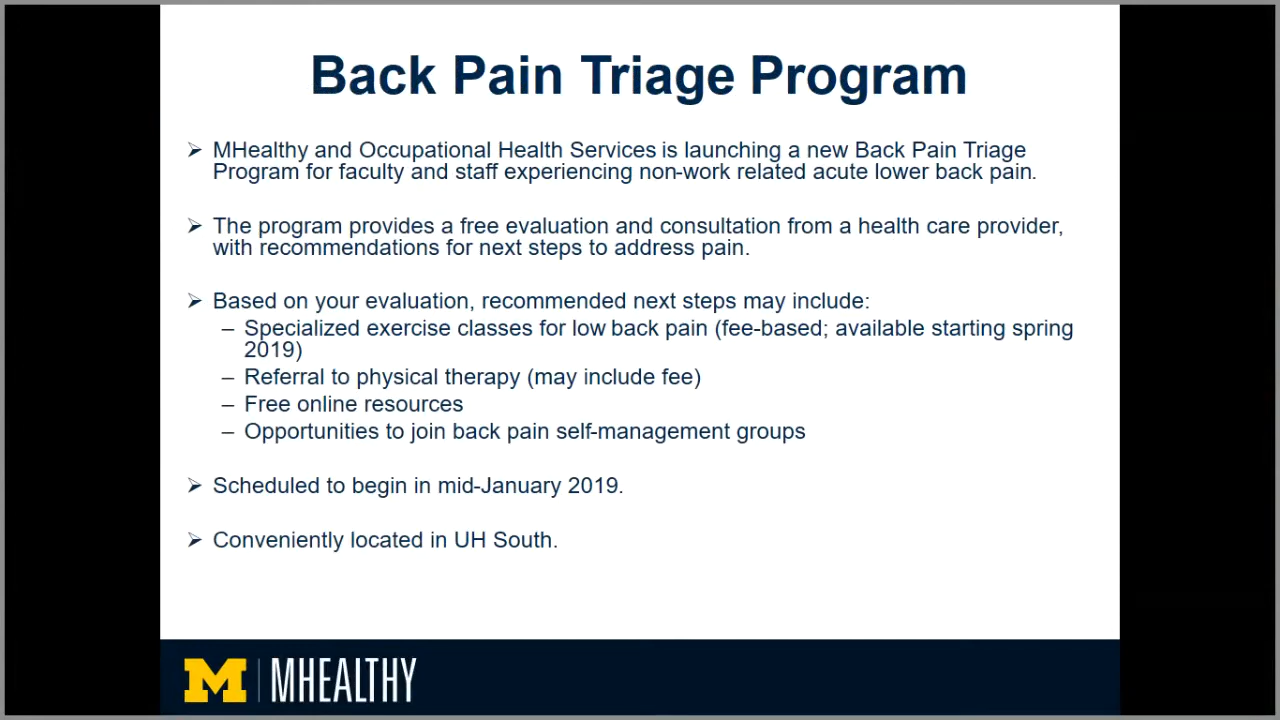 Back Pain Triage Program
➢ MHealthy and Occupational Health Services is launching a new Back Pain Triage
Program for faculty and staff experiencing non-work related acute lower back pain.
➢ The program provides a free evaluation and consultation from a health care provider,
with recommendations for next steps to address pain.
➢ Based on your evaluation, recommended next steps may include:
– Specialized exercise classes for low back pain (fee-based; available starting spring
2019)
– Referral to physical therapy (may include fee)
– Free online resources
– Opportunities to join back pain self-management groups
➢ Scheduled to begin in mid-January 2019.
➢ Conveniently located in UH South.
M | MHEALTHY